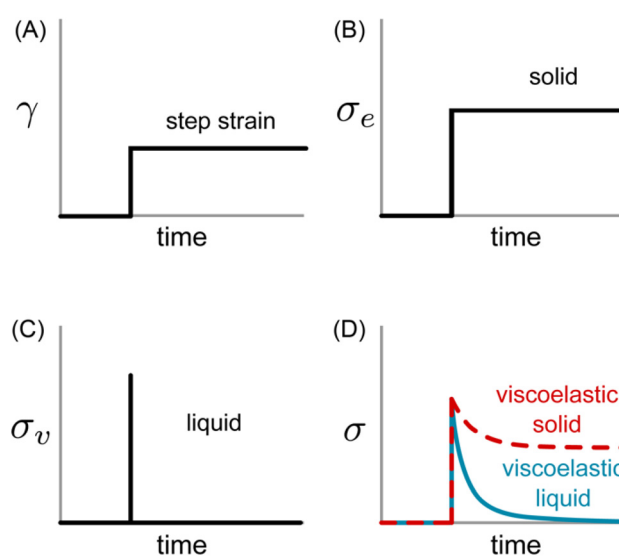 (A)
γ
step strain
time
(B)
σe
solid
time
(C)
σv
liquid
time
(D)
σ
viscoelastic
solid
viscoelastic
liquid
time